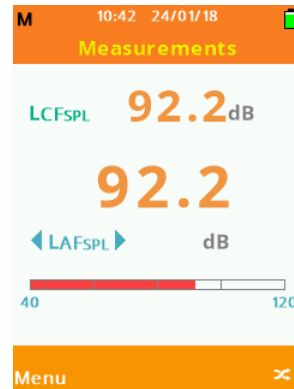 M 10:42 24/01/18
Measurements
LCFSPL 92.2dB
92.2
LAFSPL dB
40 120
Menu